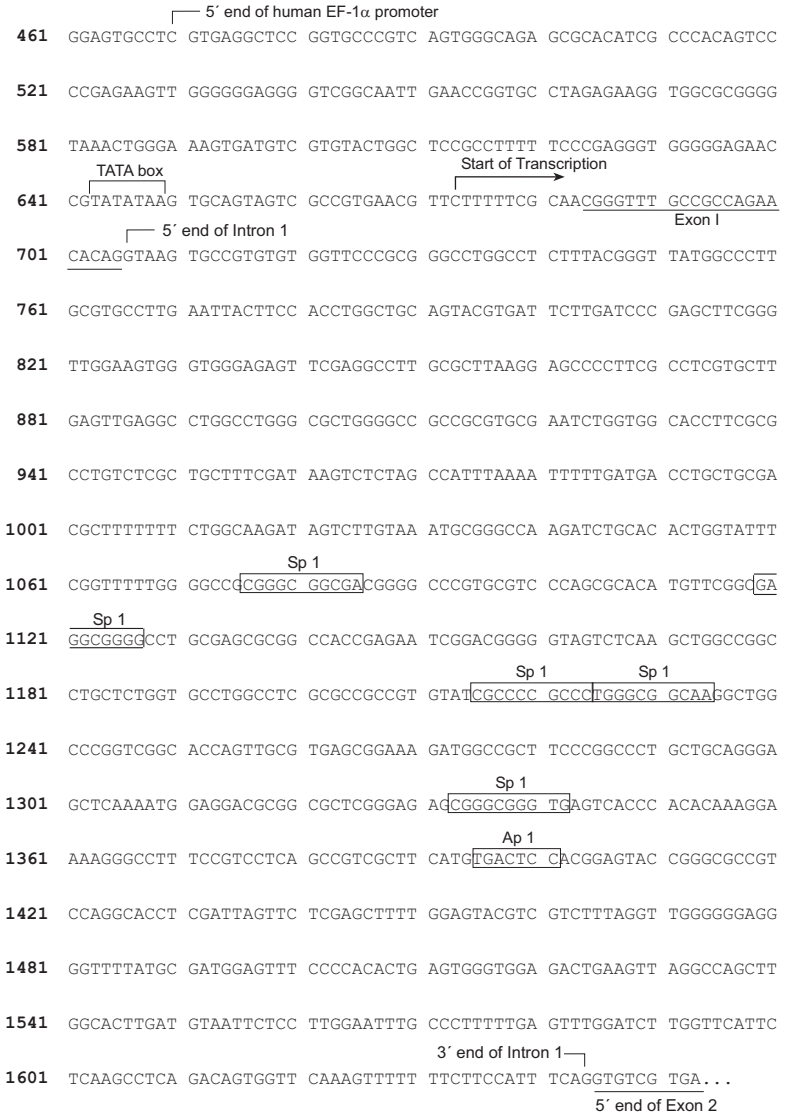 5´ end of human EF-1α promoter
461 GGAGTGCCTC GTGAGGCTCC GGTGCCCGTC AGTGGGCAGA GCGCACATCG CCCACAGTCC
521 CCGAGAAGTT GGGGGGAGGG GTCGGCAATT GAACCGGTGC CTAGAGAAGG TGGCGCGGGG
581 TAAACTGGGA AAGTGATGTC GTGTACTGGC TCCGCCTTTT TCCCGAGGGT GGGGGAGAAC
TATA box Start of Transcription
641 CGTATATAAG TGCAGTAGTC GCCGTGAACG TTCTTTTTCG CAACGGGTTT GCCGCCAGAA
Exon I
5´ end of Intron 1
701 CACAGGTAAG TGCCGTGTGT GGTTCCCGCG GGCCTGGCCT CTTTACGGGT TATGGCCCTT
761 GCGTGCCTTG AATTACTTCC ACCTGGCTGC AGTACGTGAT TCTTGATCCC GAGCTTCGGG
821 TTGGAAGTGG GTGGGAGAGT TCGAGGCCTT GCGCTTAAGG AGCCCCTTCG CCTCGTGCTT
881 GAGTTGAGGC CTGGCCTGGG CGCTGGGGCC GCCGCGTGCG AATCTGGTGG CACCTTCGCG
941 CCTGTCTCGC TGCTTTCGAT AAGTCTCTAG CCATTTAAAA TTTTTGATGA CCTGCTGCGA
1001 CGCTTTTTTT CTGGCAAGAT AGTCTTGTAA ATGCGGGCCA AGATCTGCAC ACTGGTATTT
Sp 1
1061 CGGTTTTTGG GGCCGCGGGC GGCGACGGGG CCCGTGCGTC CCAGCGCACA TGTTCGGCGA
Sp 1
1121 GGCGGGGCCT GCGAGCGCGG CCACCGAGAA TCGGACGGGG GTAGTCTCAA GCTGGCCGGC
Sp 1 Sp 1
1181 CTGCTCTGGT GCCTGGCCTC GCGCCGCCGT GTATCGCCCC GCCCTGGGCG GCAAGGCTGG
1241 CCCGGTCGGC ACCAGTTGCG TGAGCGGAAA GATGGCCGCT TCCCGGCCCT GCTGCAGGGA
Sp 1
1301 GCTCAAAATG GAGGACGCGG CGCTCGGGAG AGCGGGCGGG TGAGTCACCC ACACAAAGGA
Ap 1
1361 AAAGGGCCTT TCCGTCCTCA GCCGTCGCTT CATGTGACTC CACGGAGTAC CGGGCGCCGT
1421 CCAGGCACCT CGATTAGTTC TCGAGCTTTT GGAGTACGTC GTCTTTAGGT TGGGGGGAGG
1481 GGTTTTATGC GATGGAGTTT CCCCACACTG AGTGGGTGGA GACTGAAGTT AGGCCAGCTT
1541 GGCACTTGAT GTAATTCTCC TTGGAATTTG CCCTTTTTGA GTTTGGATCT TGGTTCATTC
3´ end of Intron 1
1601 TCAAGCCTCA GACAGTGGTT CAAAGTTTTT TTCTTCCATT TCAGGTGTCG TGA...
5´ end of Exon 2